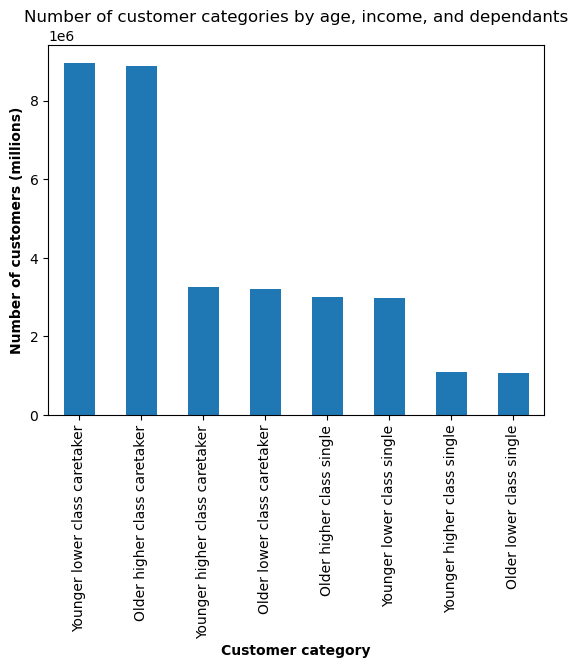 Number of customer categories by age, income, and dependants
1e6
8
6
4
2
0
Number of customers (millions)
Younger lower class caretaker
Older higher class caretaker
Younger higher class caretaker
Older lower class caretaker
Older higher class single
Younger lower class single
Younger higher class single
Older lower class single
Customer category